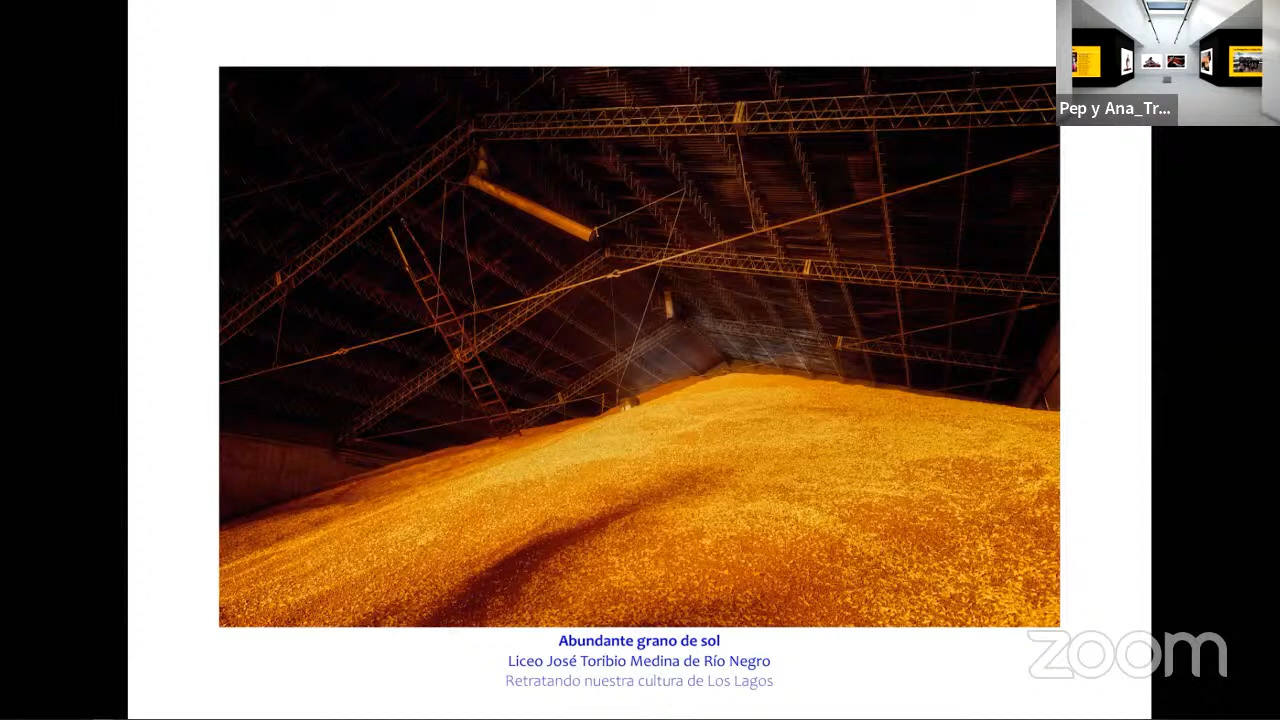 Pep y Ana_Tr...
Abundante grano de sol
Liceo José Toribio Medina de Río Negro
Retratando nuestra cultura de Los Lagos
zoom